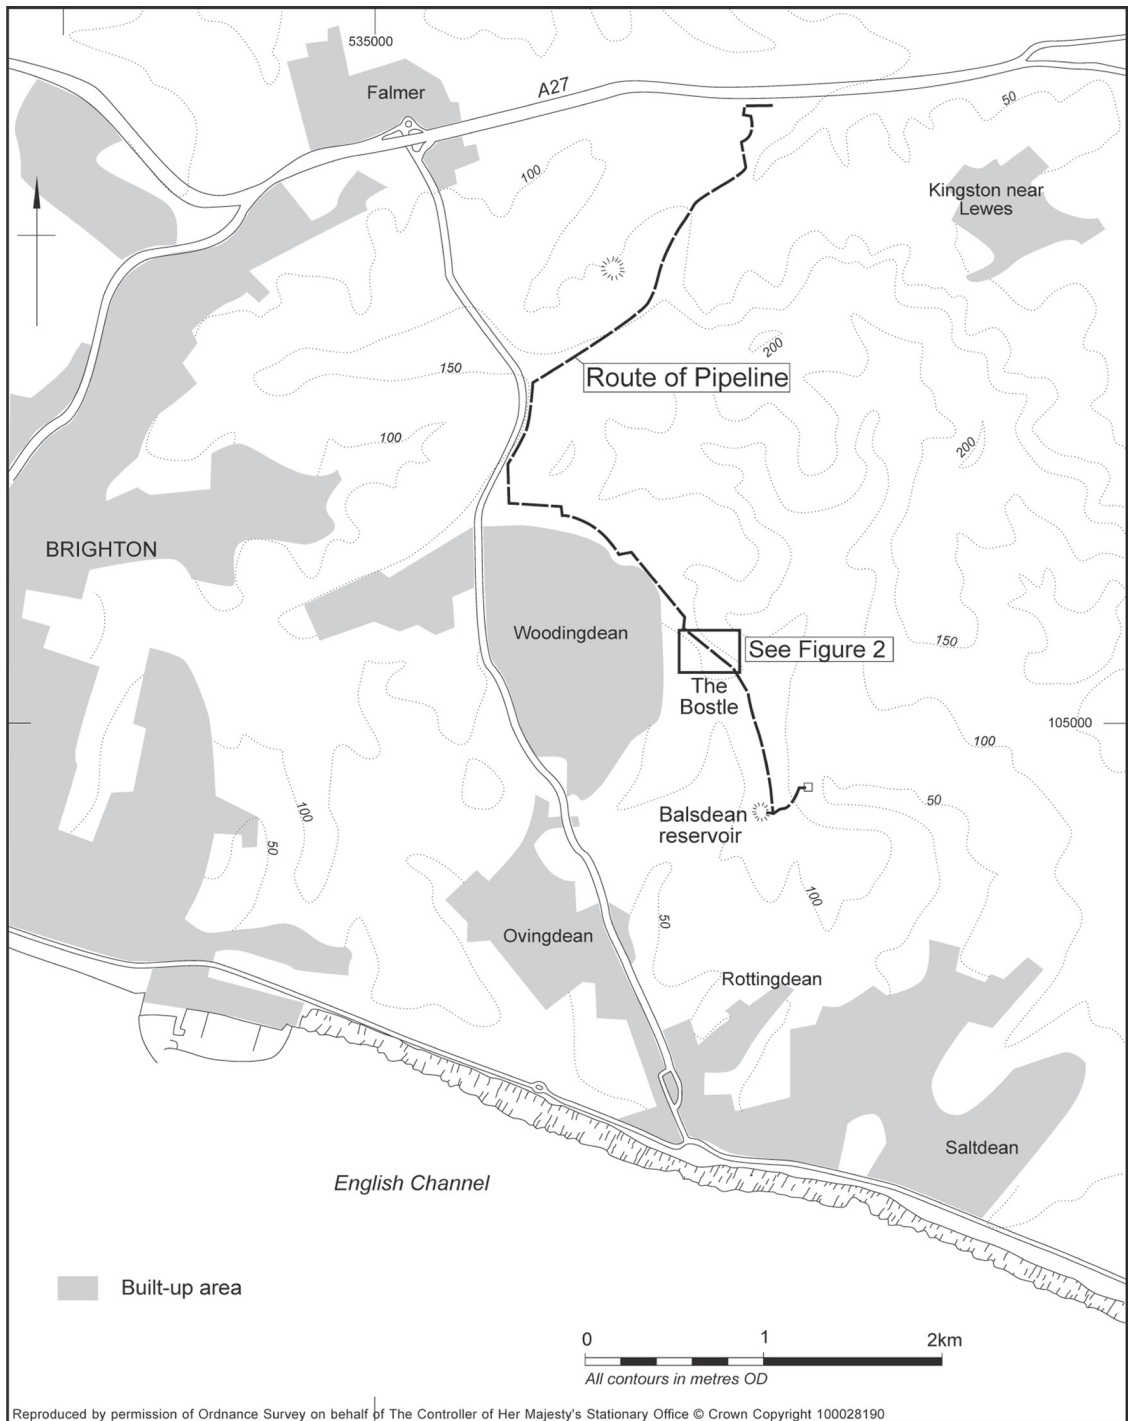 535000
Falmer
A27
50
100
Kingston near
Lewes
200
150
Route of Pipeline
100
200
BRIGHTON
Woodingdean
150
See Figure 2
The
Bostle
105000
100
50
100
Balsdean
reservoir
50
100
50
Ovingdean
Rottingdean
Saltdean
English Channel
Built-up area
0 1 2km
All contours in metres OD
Reproduced by permission of Ordnance Survey on behalf of The Controller of Her Majesty's Stationary Office © Crown Copyright 100028190